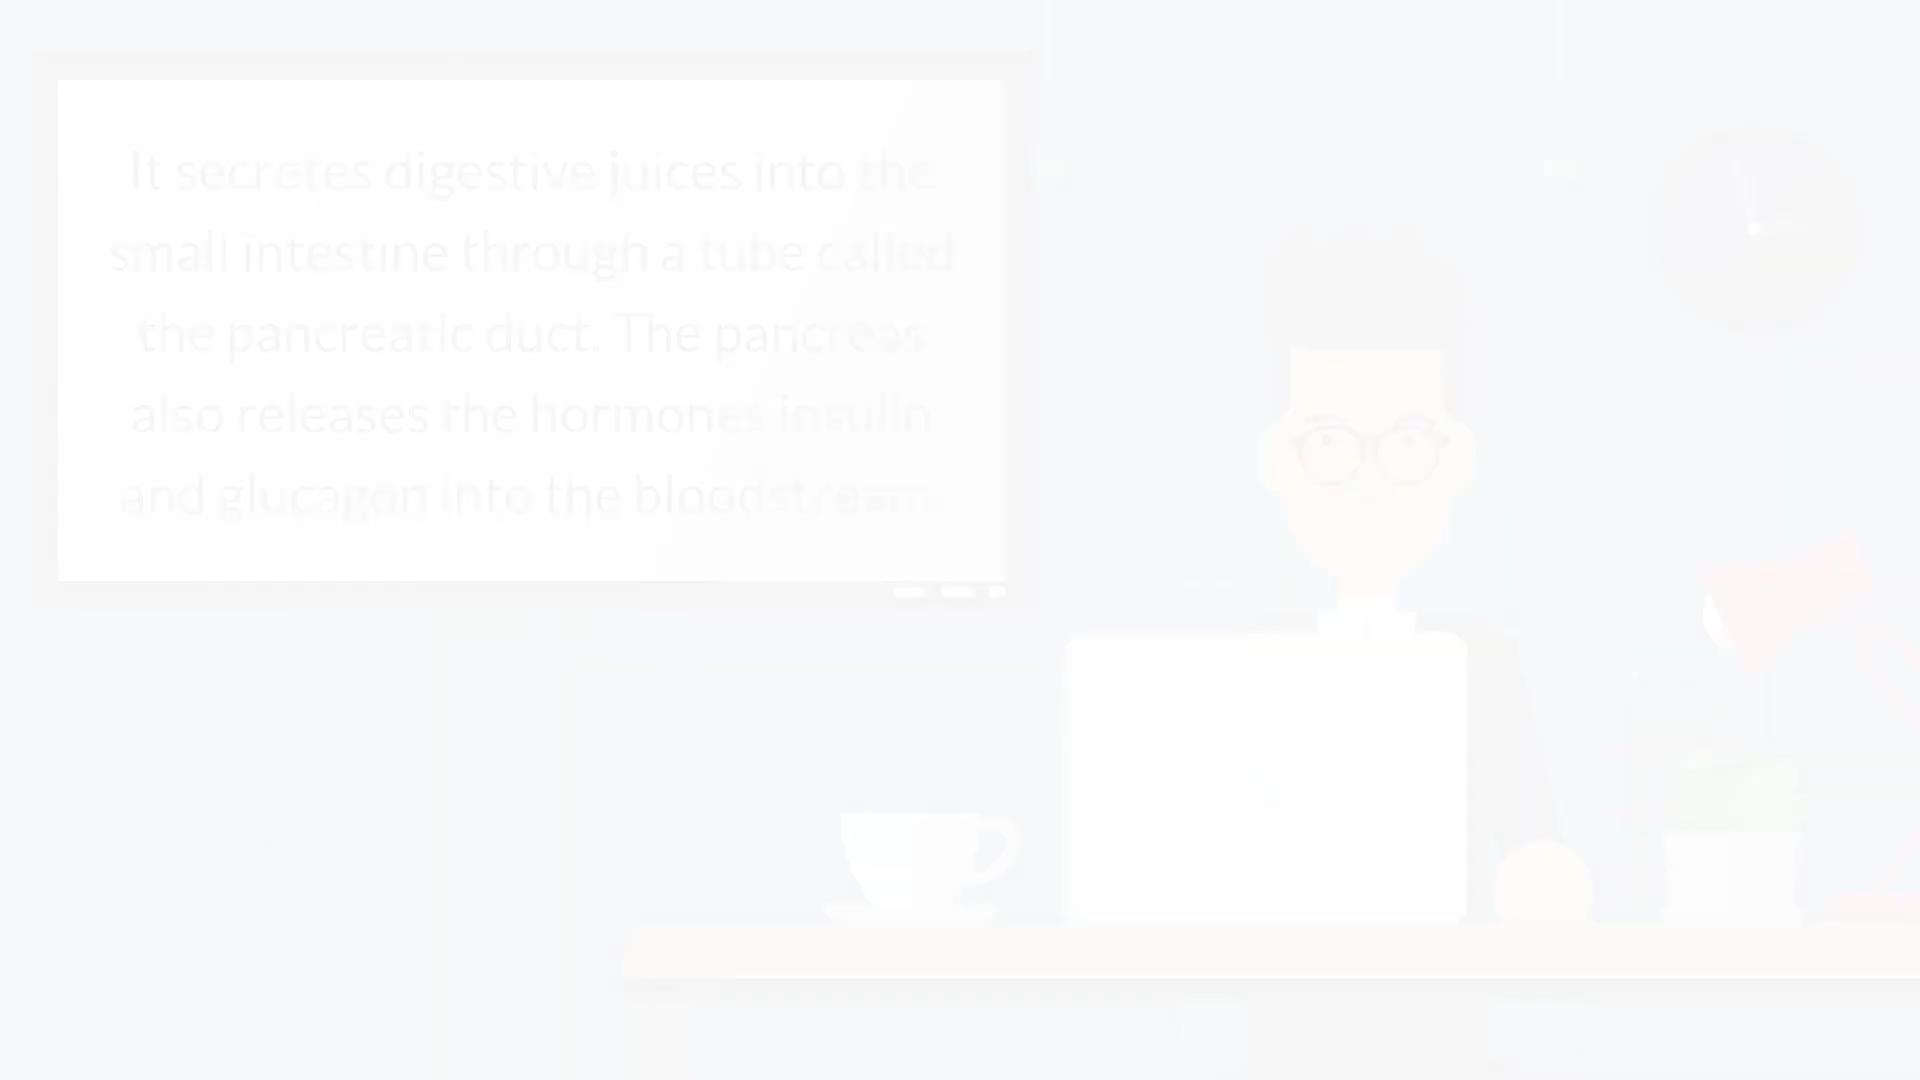 It secretes digestive juices into the
small intestine through a tube called
the pancreatic duct. The pancreas
also releases the hormones insulin
and glucagon into the bloodstream.